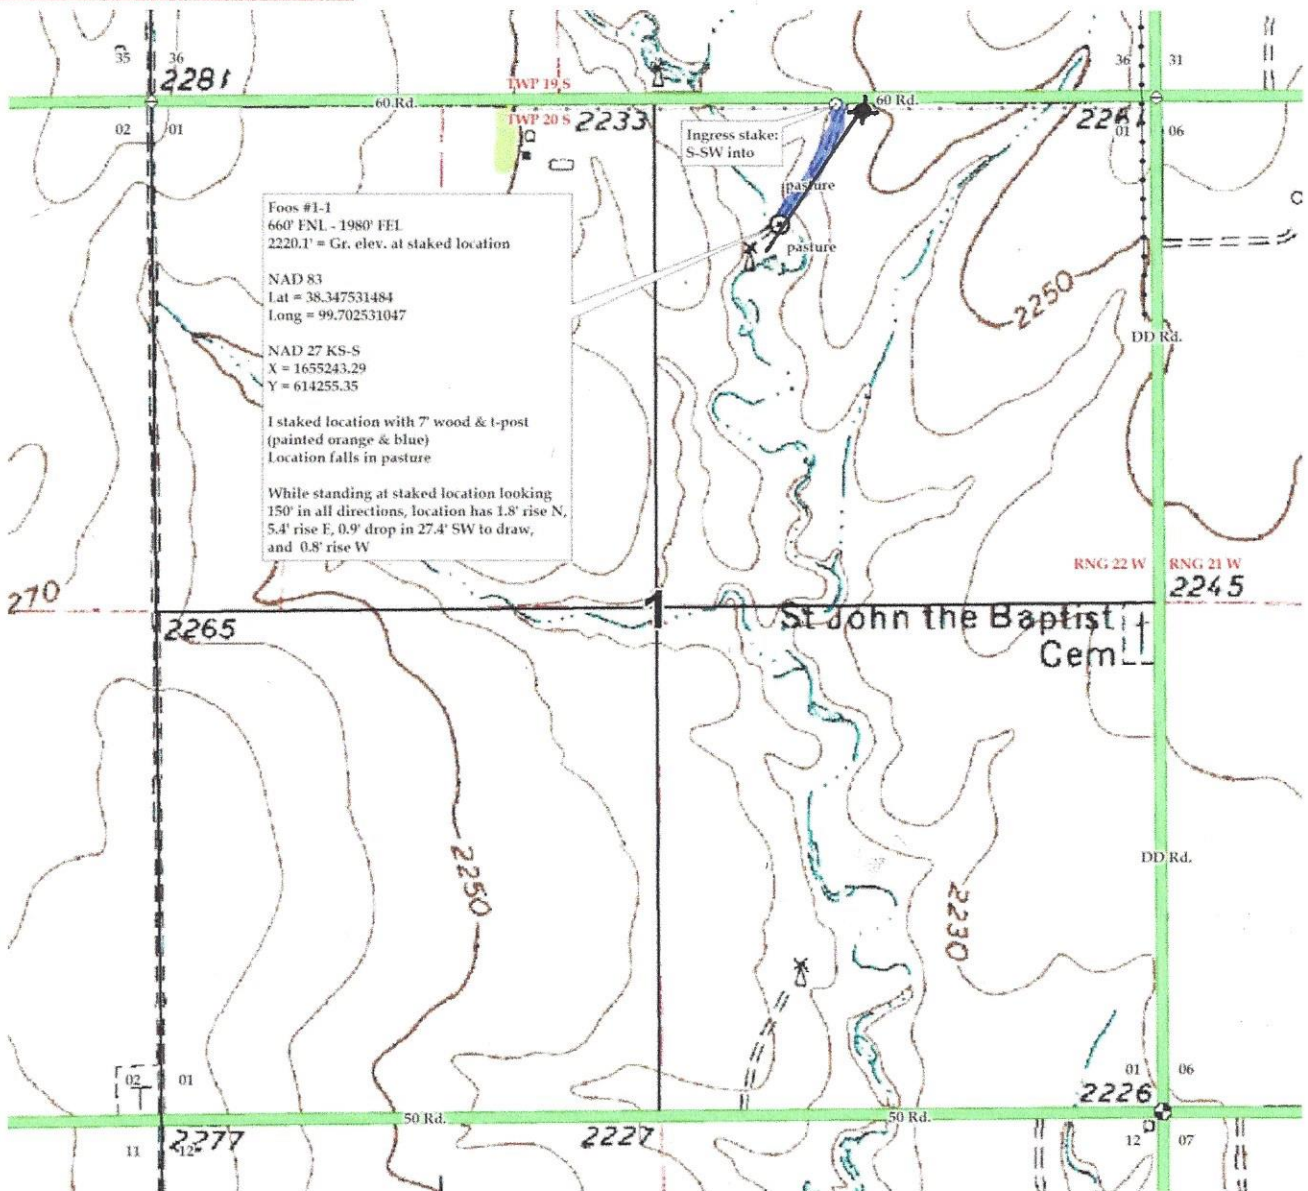 35
36
2281
36
31
TWP 19 S
60 Rd.
60 Rd.
02
01
TWP 20 S
2233
2261
01
06
Ingress stake:
S-SW into
pasture
pasture
Foos #1-1
660' FNL - 1980' FEL
2220.1' = Gr. elev. at staked location
NAD 83
Lat = 38.347531484
Long = 99.702531047
NAD 27 KS-S
X = 1655243.29
Y = 614255.35
I staked location with 7' wood & t-post
(painted orange & blue)
Location falls in pasture
While standing at staked location looking
150' in all directions, location has 1.8' rise N,
5.4' rise E, 0.9' drop in 27.4' SW to draw,
and 0.8' rise W
2250
DD Rd.
RNG 22 W
RNG 21 W
270
2245
2265
1
St John the Baptist
Cem
2250
2230
DD Rd.
02
01
01
06
2226
50 Rd.
50 Rd.
2277
2227
11
12
12
07